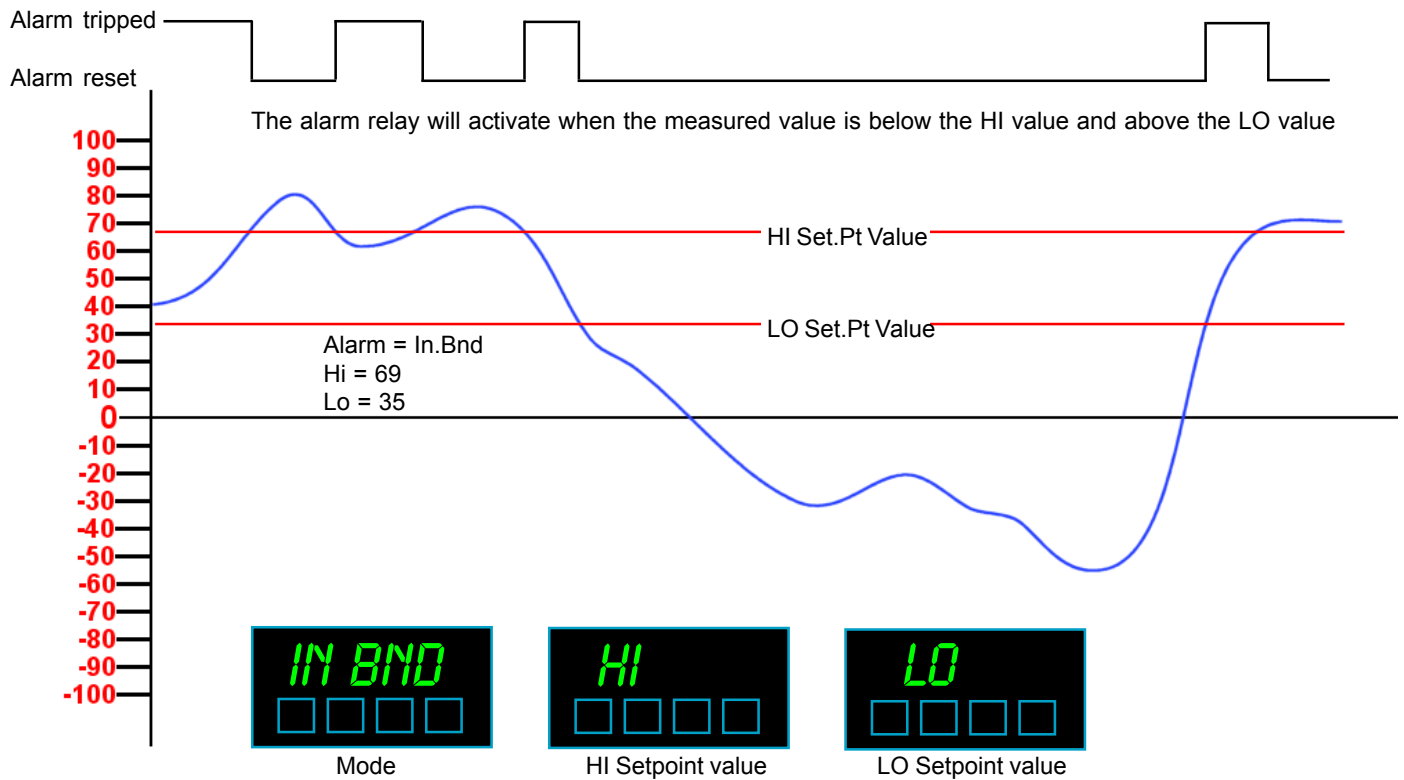 Alarm tripped
Alarm reset
The alarm relay will activate when the measured value is below the HI value and above the LO value
100
90
80
70
60
50
40
30
20
10
0
-10
-20
-30
-40
-50
-60
-70
-80
-90
-100
HI Set.Pt Value
LO Set.Pt Value
Alarm = In.Bnd
Hi = 69
Lo = 35
IN BND
HI
LO
Mode
HI Setpoint value
LO Setpoint value